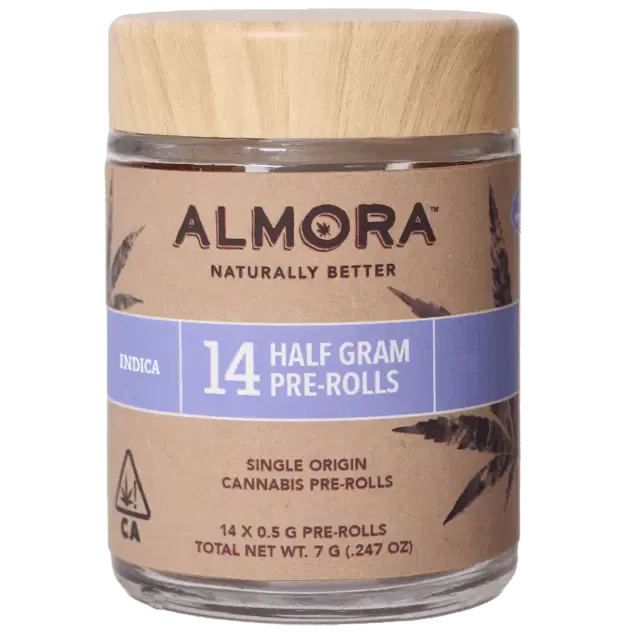 ALMORA™
NATURALLY BETTER
INDICA
14 HALF GRAM
PRE-ROLLS
SINGLE ORIGIN
CANNABIS PRE-ROLLS
CA
14 X 0.5 G PRE-ROLLS
TOTAL NET WT. 7 G (.247 OZ)